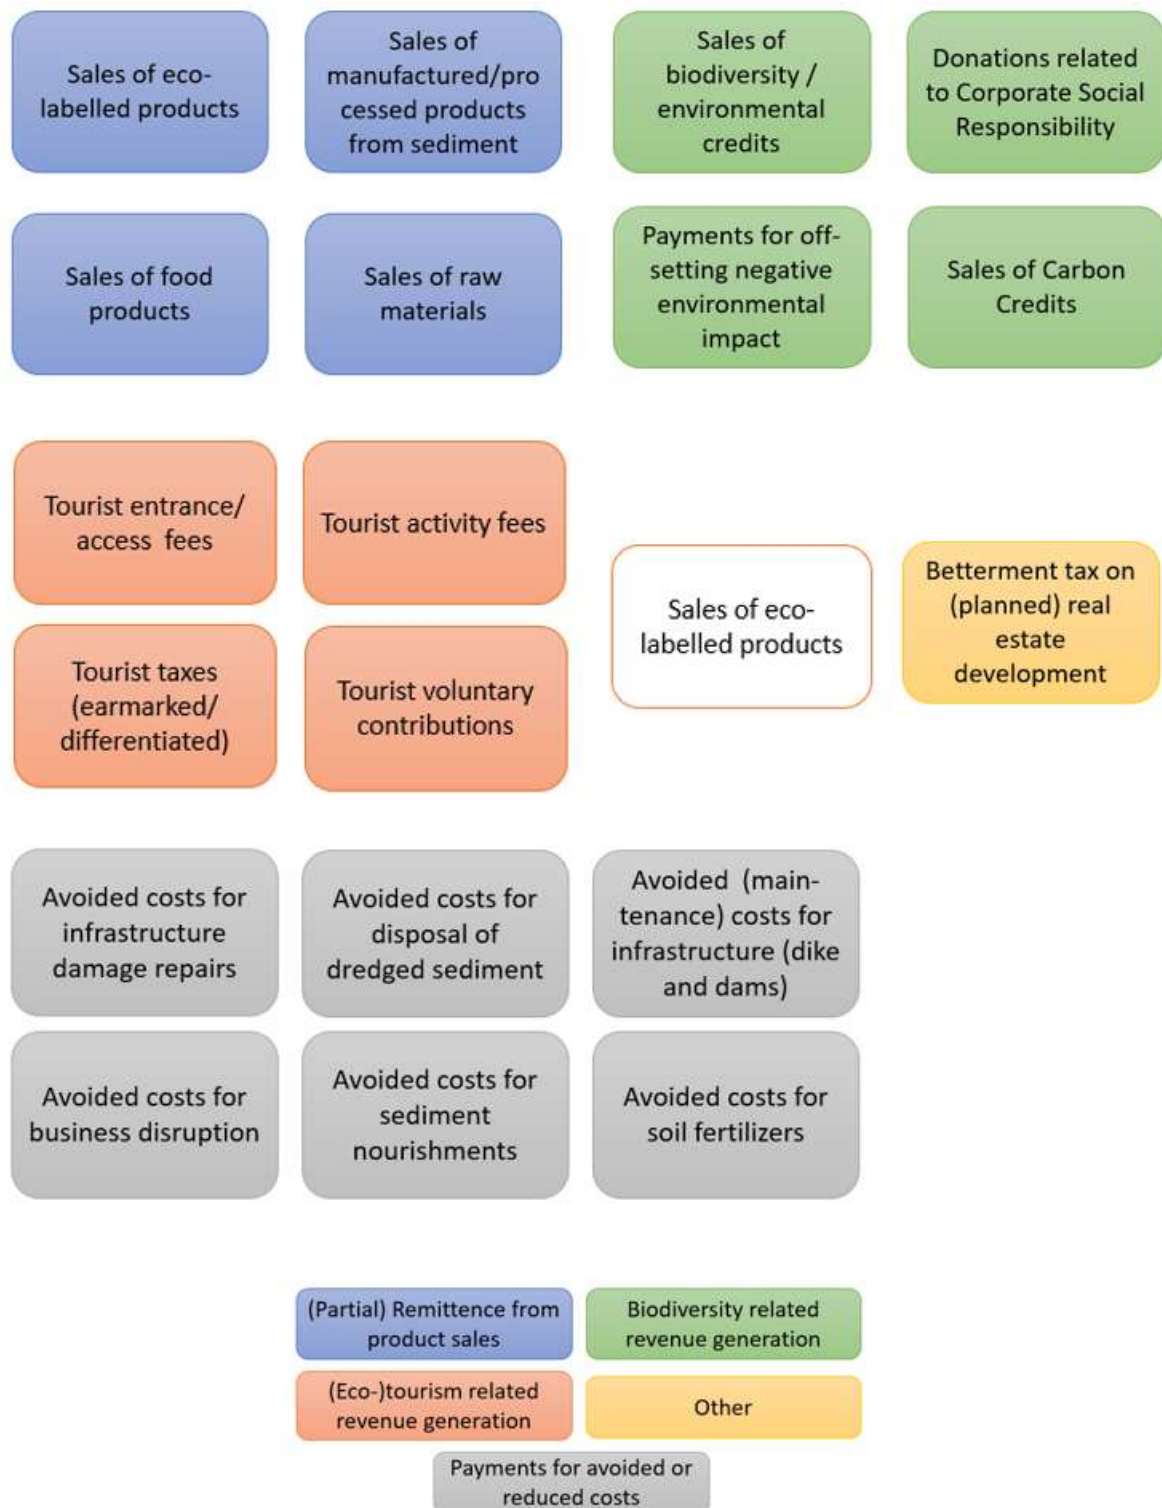 Sales of eco-
labelled products
Sales of
manufactured/pro
cessed products
from sediment
Sales of
biodiversity /
environmental
credits
Donations related
to Corporate Social
Responsibility
Sales of food
products
Sales of raw
materials
Payments for off-
setting negative
environmental
impact
Sales of Carbon
Credits
Tourist entrance/
access fees
Tourist activity fees
Tourist taxes
(earmarked/
differentiated)
Tourist voluntary
contributions
Sales of eco-
labelled products
Betterment tax on
(planned) real
estate
development
Avoided costs for
infrastructure
damage repairs
Avoided costs for
disposal of
dredged sediment
Avoided (main-
tenance) costs for
infrastructure (dike
and dams)
Avoided costs for
business disruption
Avoided costs for
sediment
nourishments
Avoided costs for
soil fertilizers
(Partial) Remittence from
product sales
Biodiversity related
revenue generation
(Eco-)tourism related
revenue generation
Other
Payments for avoided or
reduced costs